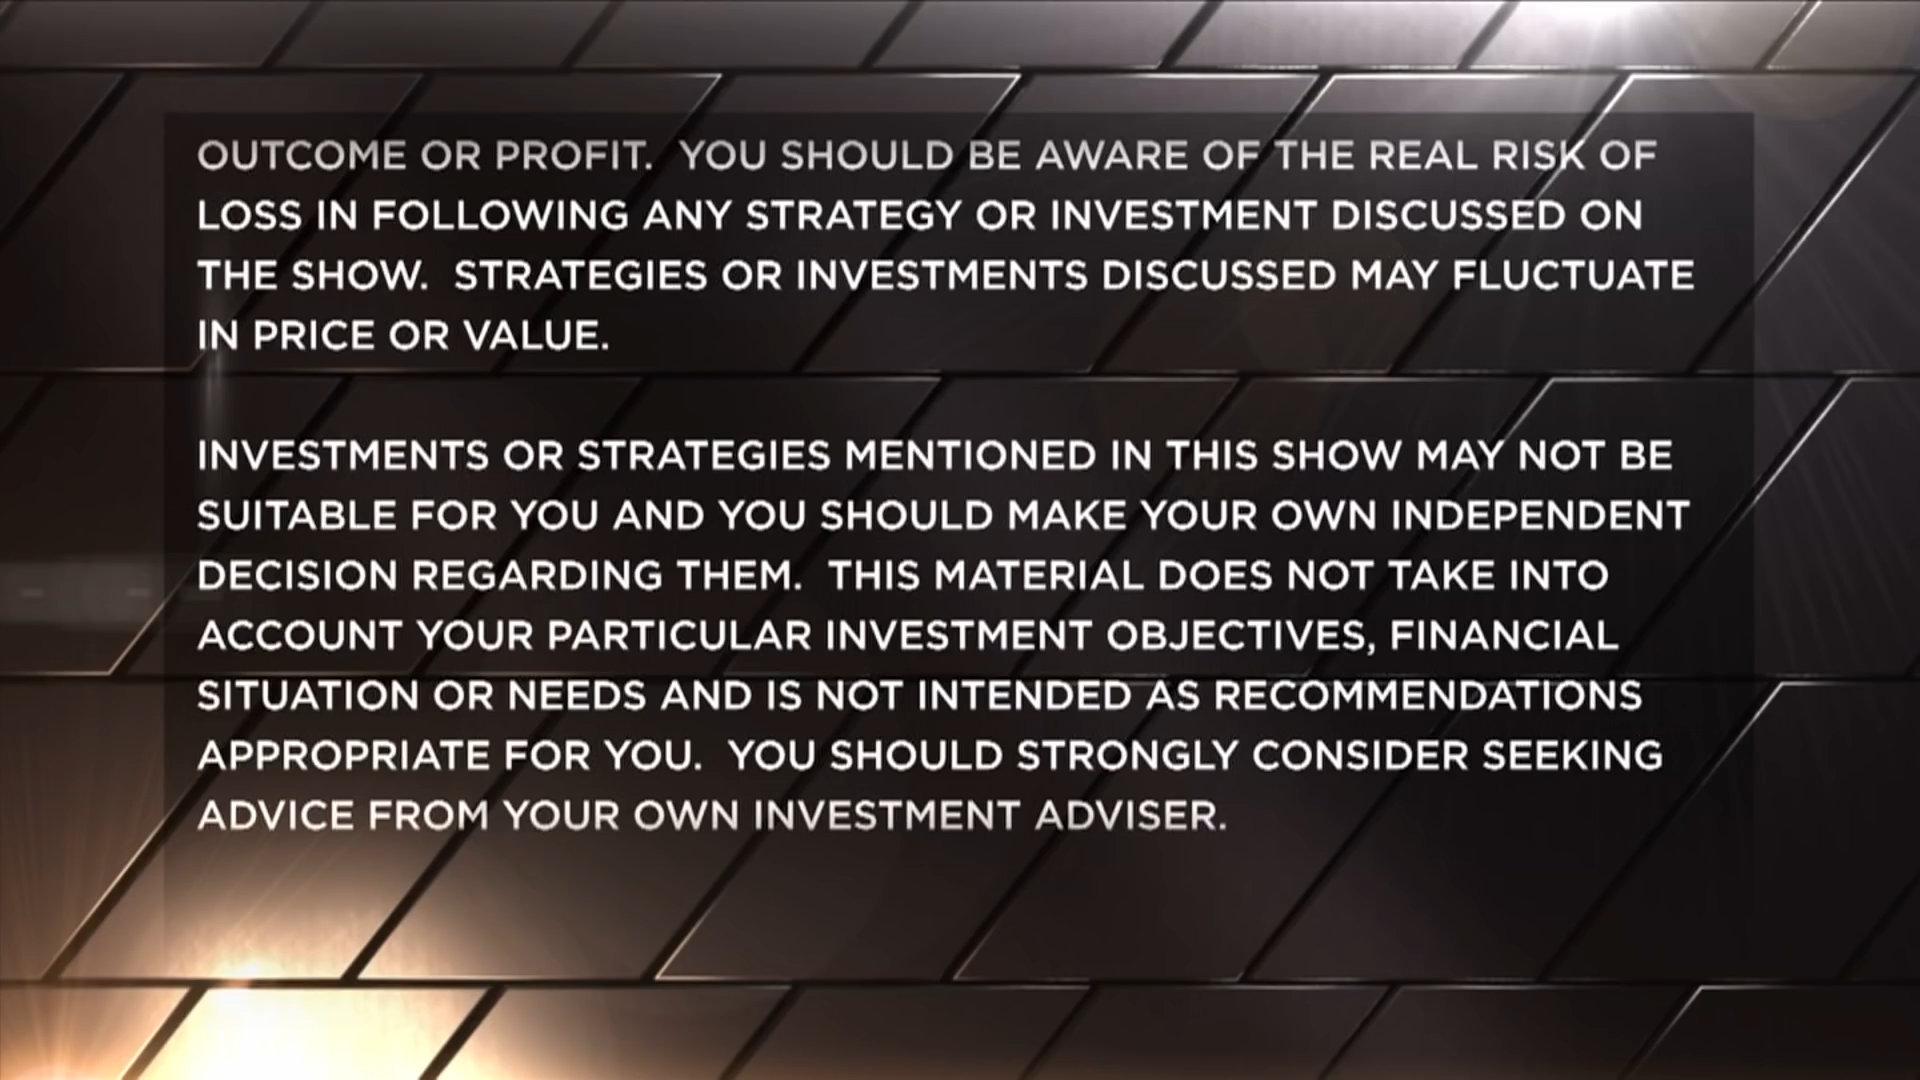 OUTCOME OR PROFIT.  YOU SHOULD BE AWARE OF THE REAL RISK OF
LOSS IN FOLLOWING ANY STRATEGY OR INVESTMENT DISCUSSED ON
THE SHOW.  STRATEGIES OR INVESTMENTS DISCUSSED MAY FLUCTUATE
IN PRICE OR VALUE.
INVESTMENTS OR STRATEGIES MENTIONED IN THIS SHOW MAY NOT BE
SUITABLE FOR YOU AND YOU SHOULD MAKE YOUR OWN INDEPENDENT
DECISION REGARDING THEM.  THIS MATERIAL DOES NOT TAKE INTO
ACCOUNT YOUR PARTICULAR INVESTMENT OBJECTIVES, FINANCIAL
SITUATION OR NEEDS AND IS NOT INTENDED AS RECOMMENDATIONS
APPROPRIATE FOR YOU.  YOU SHOULD STRONGLY CONSIDER SEEKING
ADVICE FROM YOUR OWN INVESTMENT ADVISER.